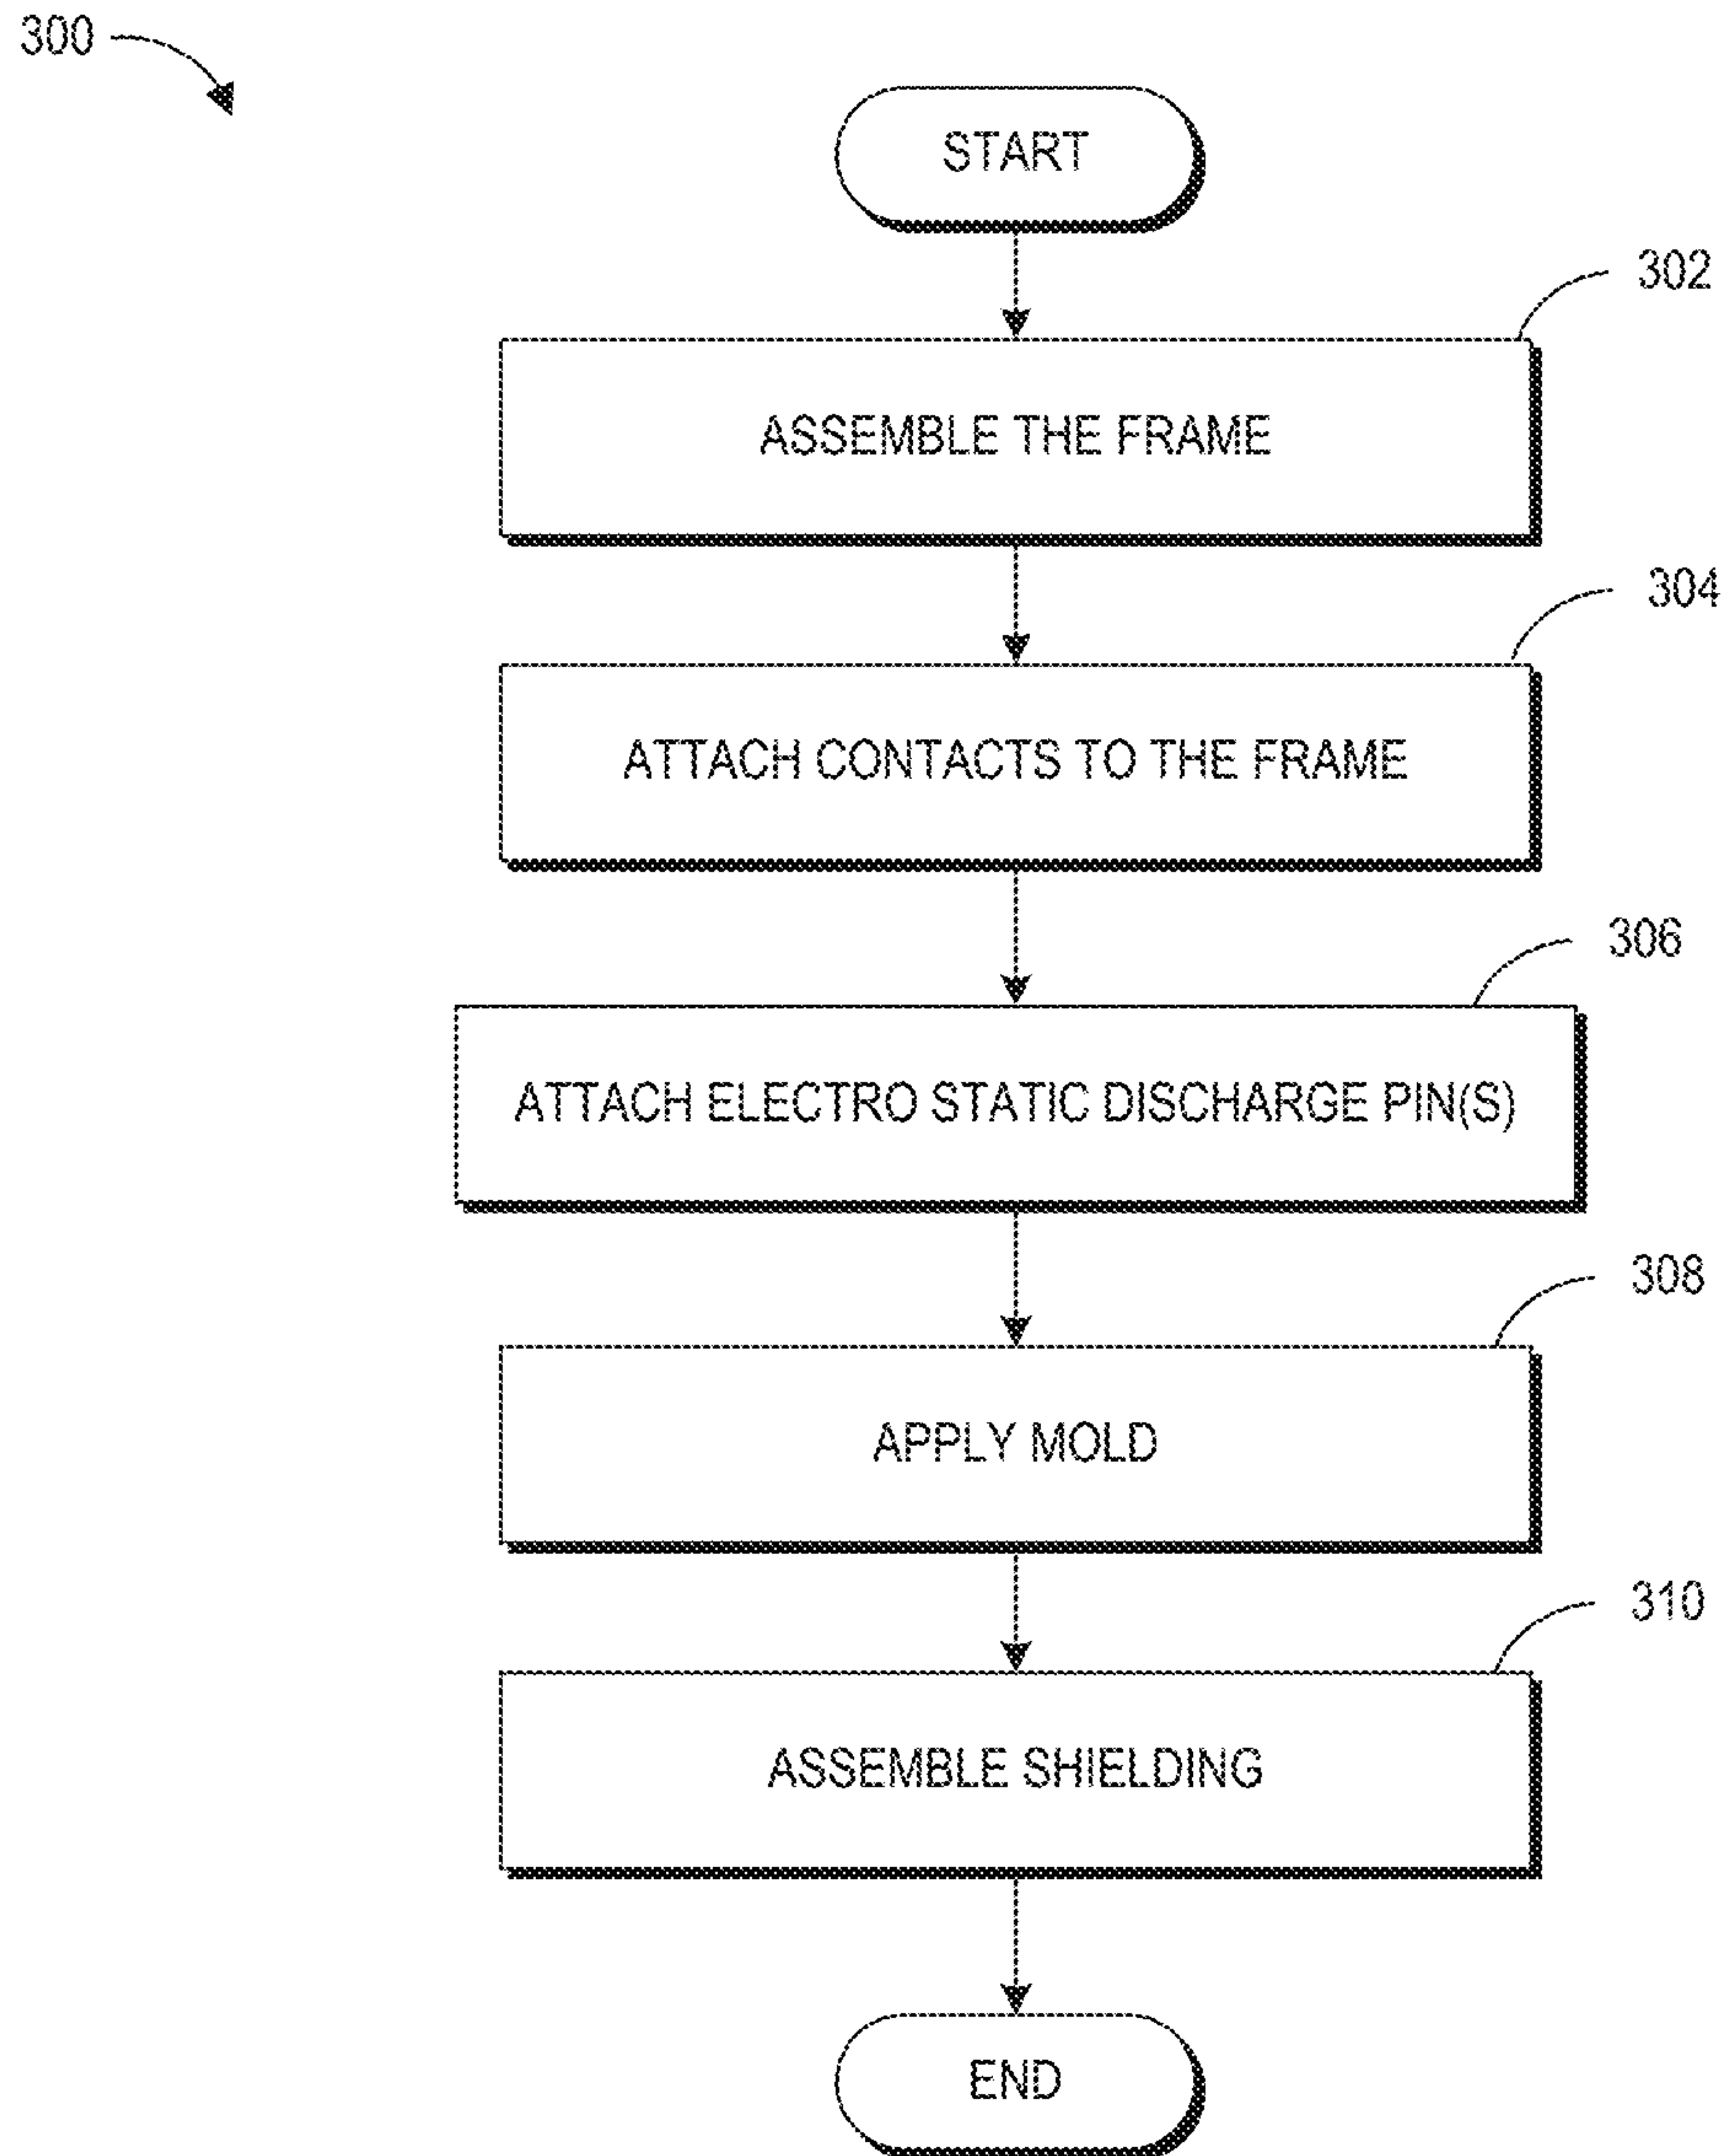 300
START
302
ASSEMBLE THE FRAME
304
ATTACH CONTACTS TO THE FRAME
306
ATTACH ELECTRO STATIC DISCHARGE PIN(S)
308
APPLY MOLD
310
ASSEMBLE SHIELDING
END